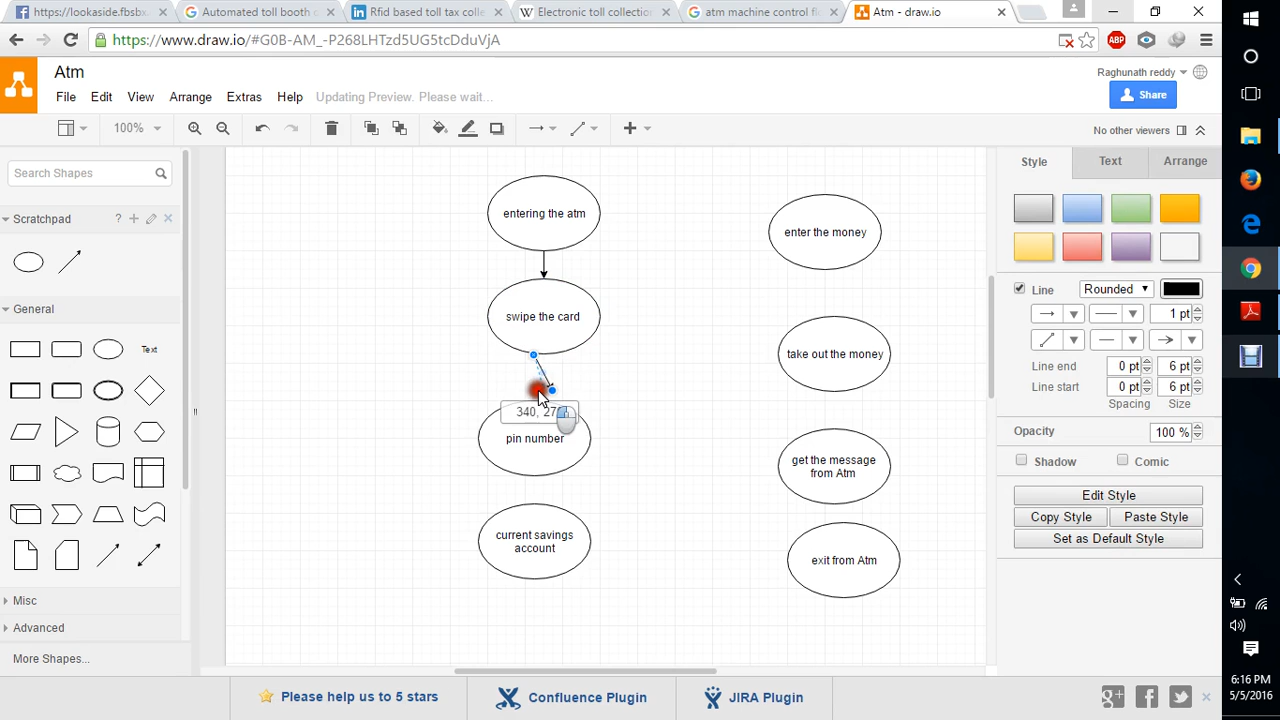 https://lookaside.fbsbx
Automated toll booth c
Rfid based toll tax colle
Electronic toll collection
atm machine control fl
Atm - draw.io
https://www.draw.io/#G0B-AM_-P268LHTzd5UG5tcDduVjA
ABP
Atm
Raghunath reddy
File Edit View Arrange Extras Help Updating Preview. Please wait...
Share
100%
No other viewers
Search Shapes
Style Text Arrange
Scratchpad
?
General
Text
Misc
Advanced
More Shapes...
entering the atm
swipe the card
pin number
current savings
account
enter the money
take out the money
get the message
from Atm
exit from Atm
Line Rounded
1 pt
Line end 0 pt 6 pt
Line start 0 pt 6 pt
Spacing Size
Opacity 100 %
Shadow Comic
Edit Style
Copy Style Paste Style
Set as Default Style
Please help us to 5 stars
Confluence Plugin
JIRA Plugin
6:16 PM
5/5/2016